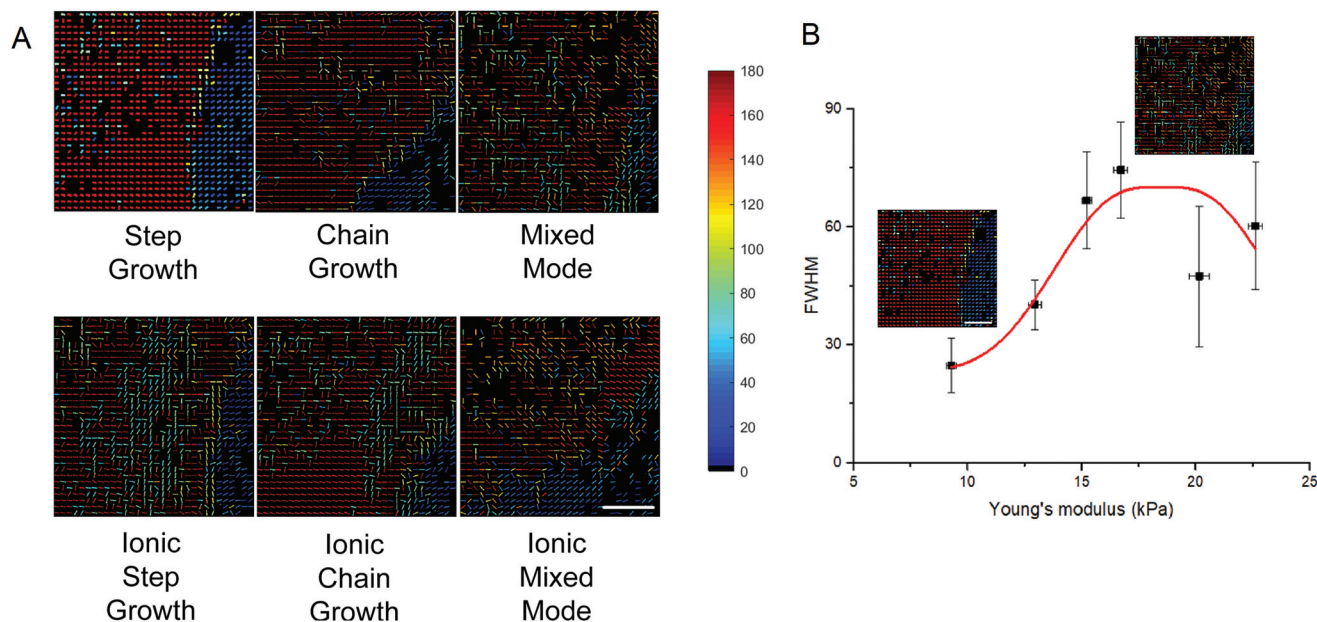 A
Step
Growth
Chain
Growth
Mixed
Mode
Ionic
Step
Growth
Ionic
Chain
Growth
Ionic
Mixed
Mode
180
160
140
120
100
80
60
40
20
0
B
90
60
30
0
FWHM
5
10
15
20
25
Young's modulus (kPa)